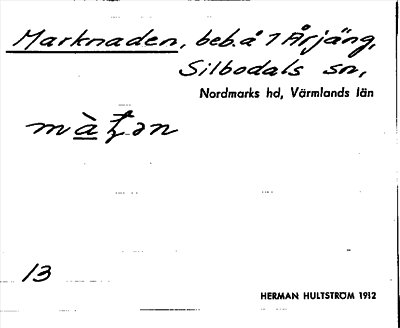 Marknaden, beb. å 7 Årjäng,
Silbodals sn,
Nordmarks hd, Värmlands län
13
HERMAN HULTSTRÖM 1912